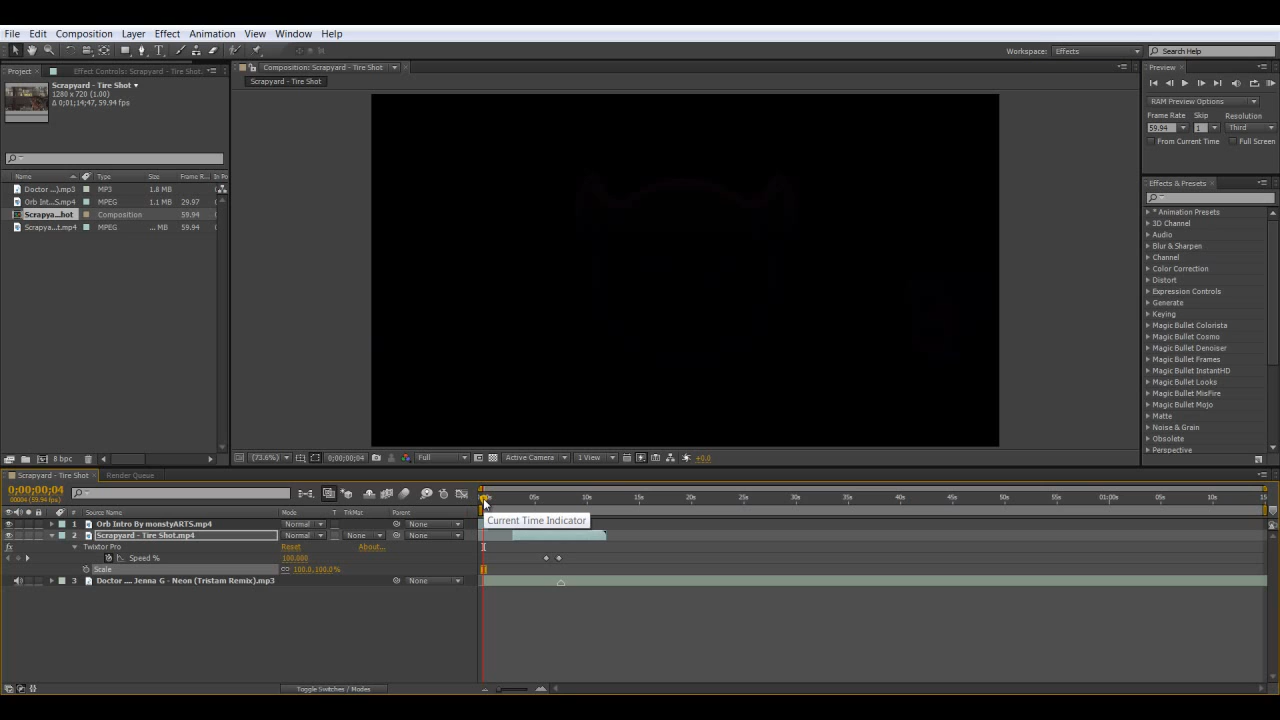 File Edit Composition Layer Effect Animation View Window Help
Workspace: Effects Search Help
Project Effect Controls: Scrapyard - Tire Shot. Composition: Scrapyard - Tire Shot Preview
Scrapyard - Tire Shot
Scrapyard - Tire Shot
1280 x 720 (1.00)
Δ 0;01;14;47, 59.94 fps
RAM Preview Options
Frame Rate Skip Resolution
59.94 1 Third
From Current Time Full Screen
Name Type Size Frame R... In Po
Doctor ...).mp3 MP3 1.8 MB
Orb Int...S.mp4 MPEG 1.1 MB 29.97
Scrapya...hot Composition 59.94
Scrapya...t.mp4 MPEG ... MB 59.94
Effects & Presets
* Animation Presets
3D Channel
Audio
Blur & Sharpen
Channel
Color Correction
Distort
Expression Controls
Generate
Keying
Magic Bullet Colorista
Magic Bullet Cosmo
Magic Bullet Denoiser
Magic Bullet Frames
Magic Bullet InstantHD
Magic Bullet Looks
Magic Bullet MisFire
Magic Bullet Mojo
Matte
Noise & Grain
Obsolete
Perspective
8 bpc
(73.6%) 0;00;00;04 Full Active Camera 1 View +0.0
Scrapyard - Tire Shot Render Queue
0;00;00;04
00004 (59.94 fps)
05s 10s 15s 20s 25s 30s 35s 40s 45s 50s 55s 01:00s 05s 10s 15
# Source Name Mode T TrkMat Parent
Current Time Indicator
1 Orb Intro By monstyARTS.mp4 Normal None
2 Scrapyard - Tire Shot.mp4 Normal None None
Twixtor Pro Reset About...
Speed % 100.000
Scale 100.0, 100.0%
3 Doctor .... Jenna G - Neon (Tristam Remix).mp3 None
Toggle Switches / Modes